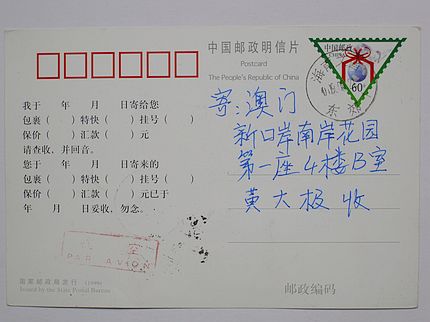 中国邮政明信片
Postcard
The People's Republic of China
中国邮政
60
寄:澳门
新口岸南岸花园
第一座4楼B室
黄大极 收
我于 年 月 日寄给您
包裹( )特快( )挂号( )
保价( )汇款( )元
请查收,并回音。
您于 年 月 日寄来的
包裹( )特快( )挂号( )
保价( )汇款( )元已于
年 月 日妥收,勿念。
航空
PAR AVION
国家邮政局发行 (1999)
Issued by the State Postal Bureau
邮政编码